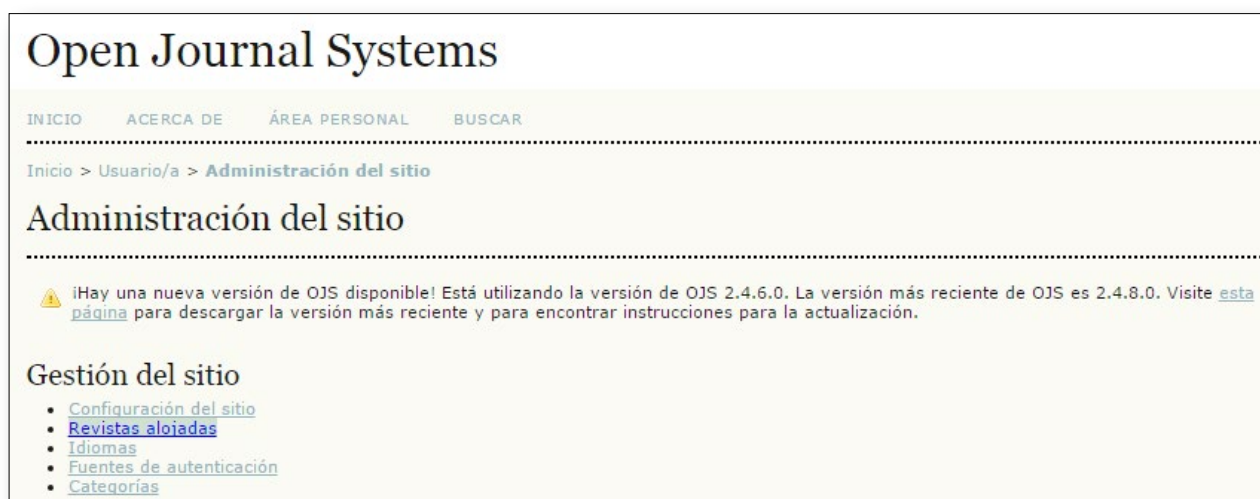 Open Journal Systems
INICIO ACERCA DE ÁREA PERSONAL BUSCAR
Inicio > Usuario/a > Administración del sitio
Administración del sitio
¡Hay una nueva versión de OJS disponible! Está utilizando la versión de OJS 2.4.6.0. La versión más reciente de OJS es 2.4.8.0. Visite esta
página para descargar la versión más reciente y para encontrar instrucciones para la actualización.
Gestión del sitio
• Configuración del sitio
• Revistas alojadas
• Idiomas
• Fuentes de autenticación
• Categorías